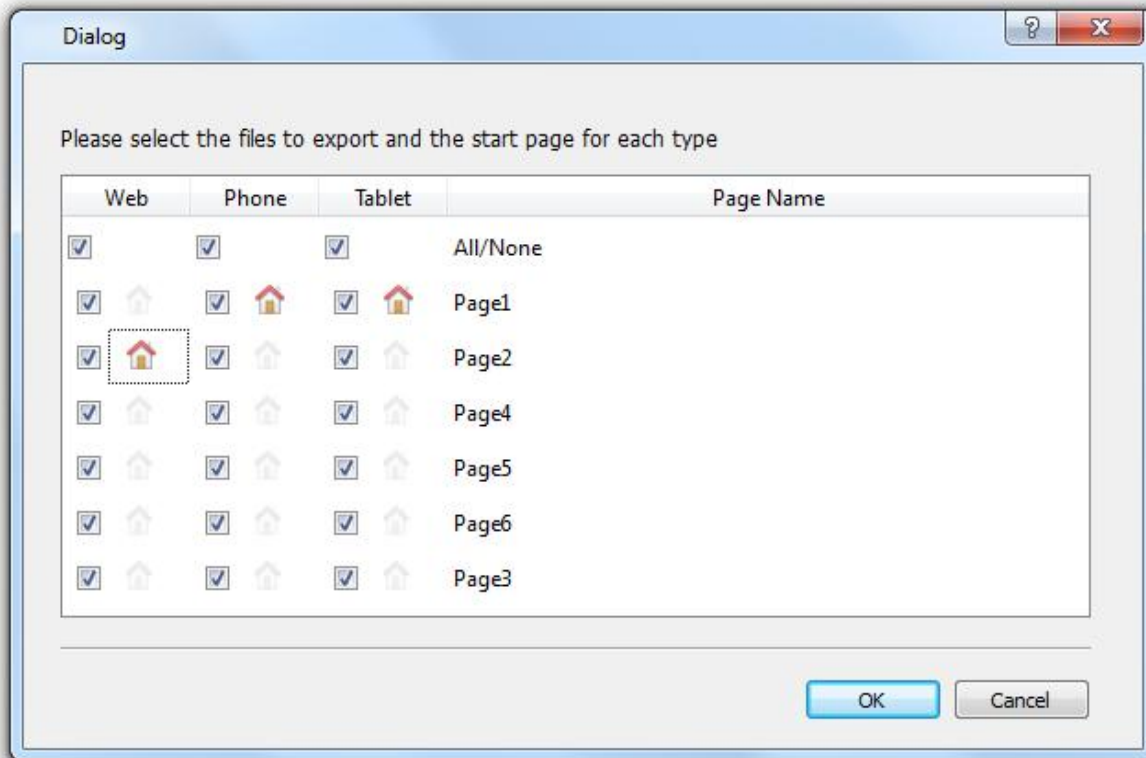 Dialog
?
X
Please select the files to export and the start page for each type
Web Phone Tablet Page Name
All/None
Page1
Page2
Page4
Page5
Page6
Page3
OK Cancel